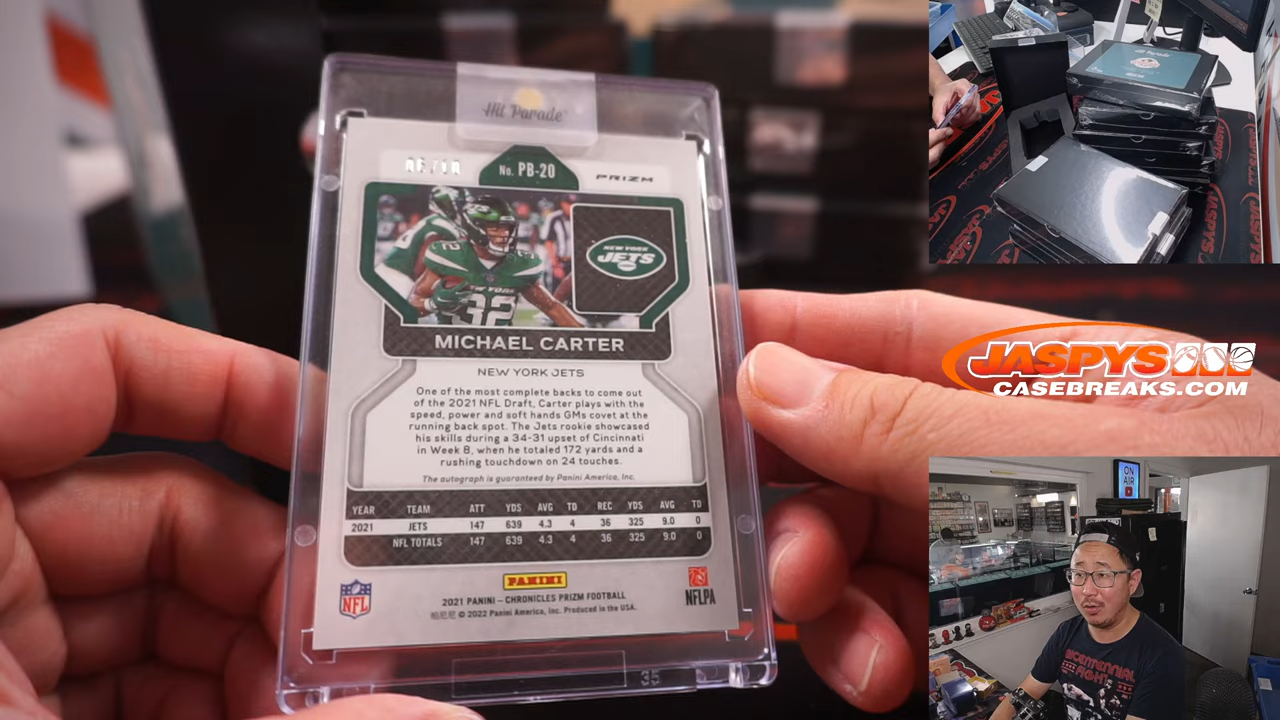 Hit Parade
No. PB-20
PRIZM
NEW YORK
JETS
32
NEW YORK
32
MICHAEL CARTER
NEW YORK JETS
One of the most complete backs to come out
of the 2021 NFL Draft, Carter plays with the
speed, power and soft hands GMs covet at the
running back spot. The Jets rookie showcased
his skills during a 34-31 upset of Cincinnati
in Week 8, when he totaled 172 yards and a
rushing touchdown on 24 touches.
The autograph is guaranteed by Panini America, Inc.
YEAR TEAM ATT YDS AVG TD REC YDS AVG TD
2021 JETS 147 639 4.3 4 36 325 9.0 0
NFL TOTALS 147 639 4.3 4 36 325 9.0 0
NFL
PANINI
NFLPA
2021 PANINI – CHRONICLES PRIZM FOOTBALL
© 2022 Panini America, Inc. Produced in the USA.
35
JASPYS
CASEBREAKS.COM
ON
AIR
BICENTENNIAL
FIGHT